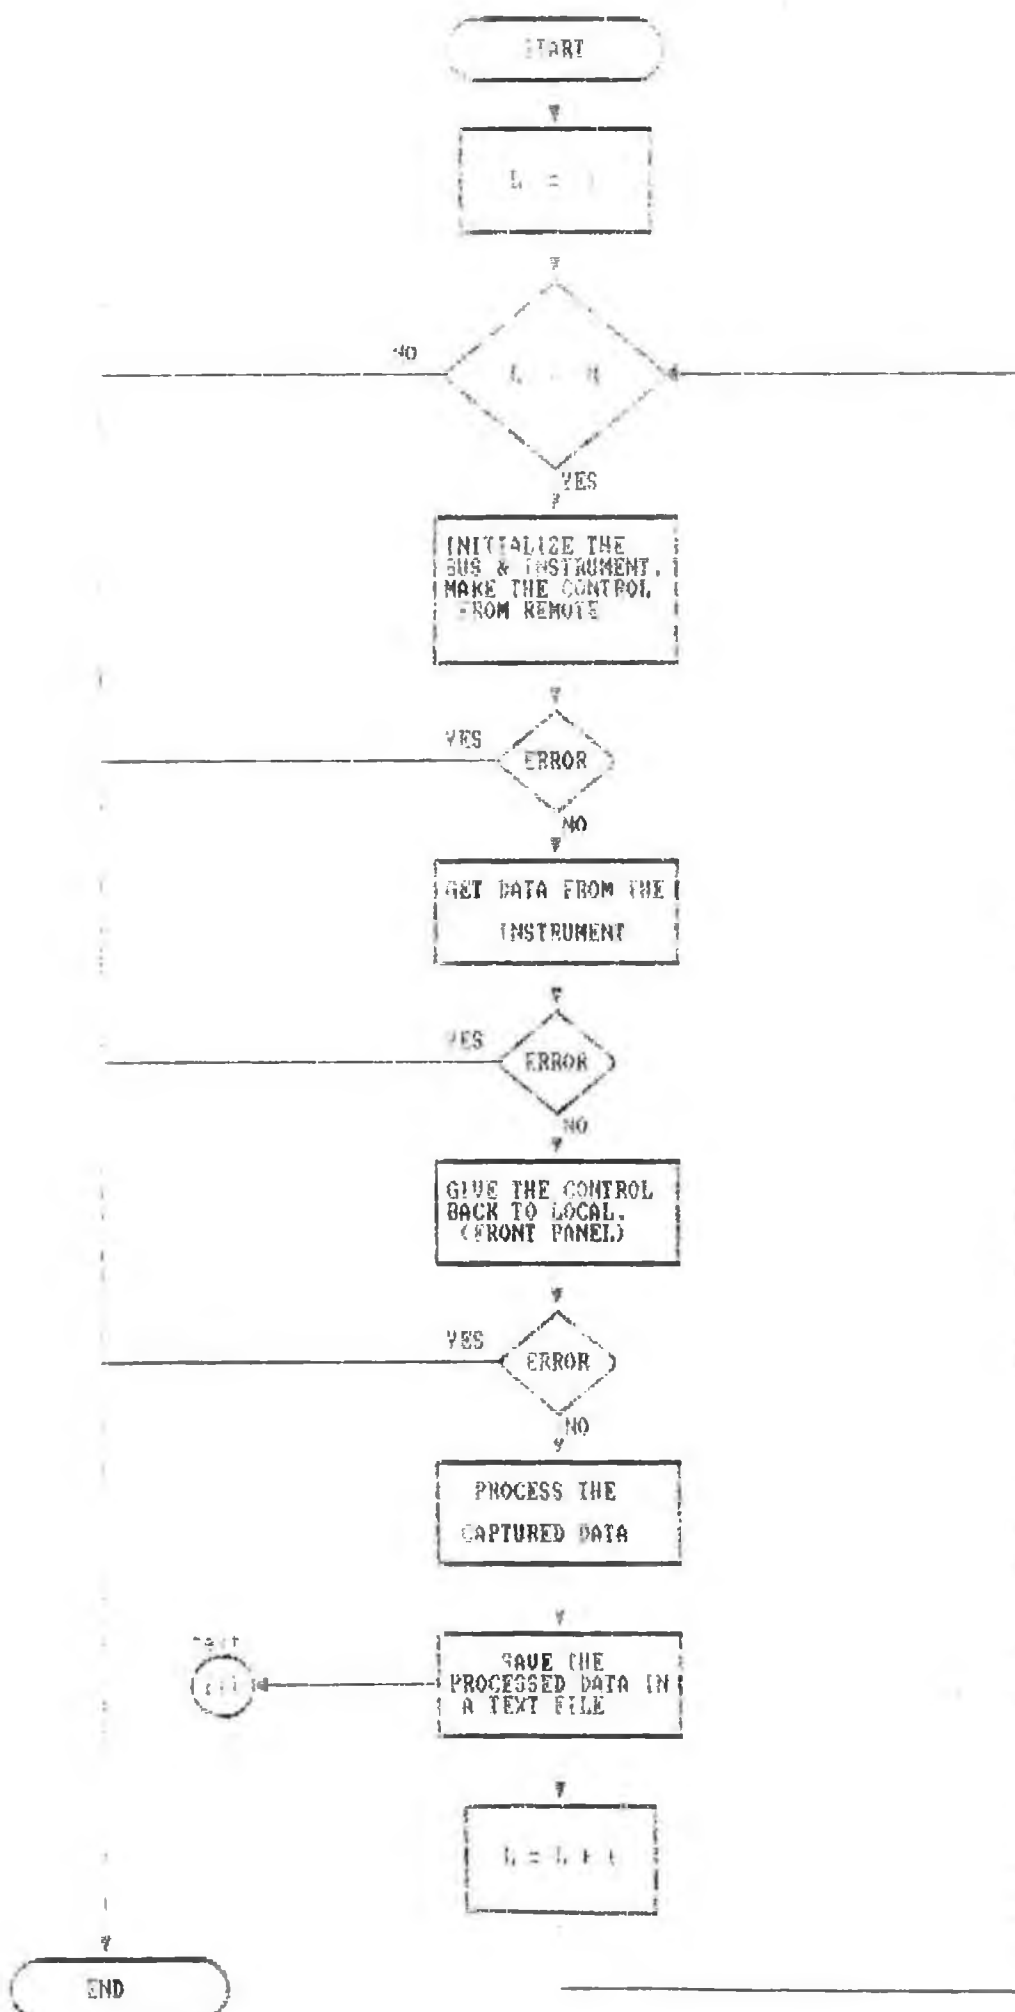 START
L =
NO
L
YES
INITIALIZE THE
BUS & INSTRUMENT.
MAKE THE CONTROL
FROM REMOTE
YES
ERROR
NO
GET DATA FROM THE
INSTRUMENT
YES
ERROR
NO
GIVE THE CONTROL
BACK TO LOCAL.
(FRONT PANEL)
YES
ERROR
NO
PROCESS THE
CAPTURED DATA
SAVE THE
PROCESSED DATA IN
A TEXT FILE
L = L + 1
END